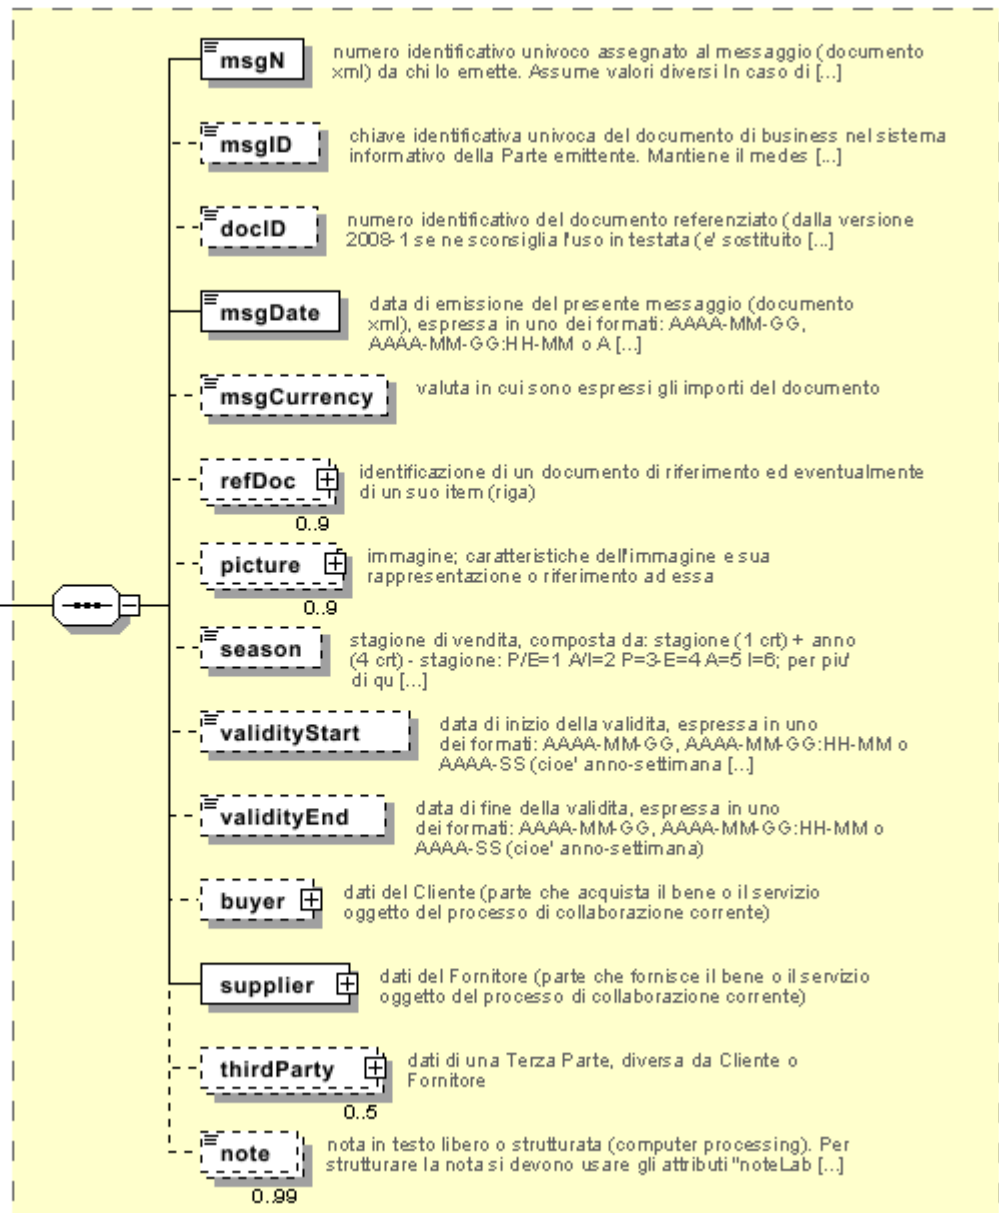 msgN
numero identificativo univoco assegnato al messaggio (documento
xml) da chi lo emette. Assume valori diversi In caso di [...]
msgID
chiave identificativa univoca del documento di business nel sistema
informativo della Parte emittente. Mantiene il medes [...]
docID
numero identificativo del documento referenziato (dalla versione
2008-1 se ne sconsiglia l'uso in testata (e' sostituito [...]
msgDate
data di emissione del presente messaggio (documento
xml), espressa in uno dei formati: AAAA-MM-GG,
AAAA-MM-GG:HH-MM o A [...]
msgCurrency
valuta in cui sono espressi gli importi del documento
refDoc
identificazione di un documento di riferimento ed eventualmente
di un suo item (riga)
0..9
picture
immagine; caratteristiche dell'immagine e sua
rappresentazione o riferimento ad essa
0..9
season
stagione di vendita, composta da: stagione (1 crt) + anno
(4 crt) - stagione: P/E=1 A/I=2 P=3-E=4 A=5 I=6; per piu'
di qu [...]
validityStart
data di inizio della validita, espressa in uno
dei formati: AAAA-MM-GG, AAAA-MM-GG:HH-MM o
AAAA-SS (cioe' anno-settimana [...]
validityEnd
data di fine della validita, espressa in uno
dei formati: AAAA-MM-GG, AAAA-MM-GG:HH-MM o
AAAA-SS (cioe' anno-settimana)
buyer
dati del Cliente (parte che acquista il bene o il servizio
oggetto del processo di collaborazione corrente)
supplier
dati del Fornitore (parte che fornisce il bene o il servizio
oggetto del processo di collaborazione corrente)
thirdParty
dati di una Terza Parte, diversa da Cliente o
Fornitore
0..5
note
nota in testo libero o strutturata (computer processing). Per
strutturare la nota si devono usare gli attributi "noteLab [...]
0..99